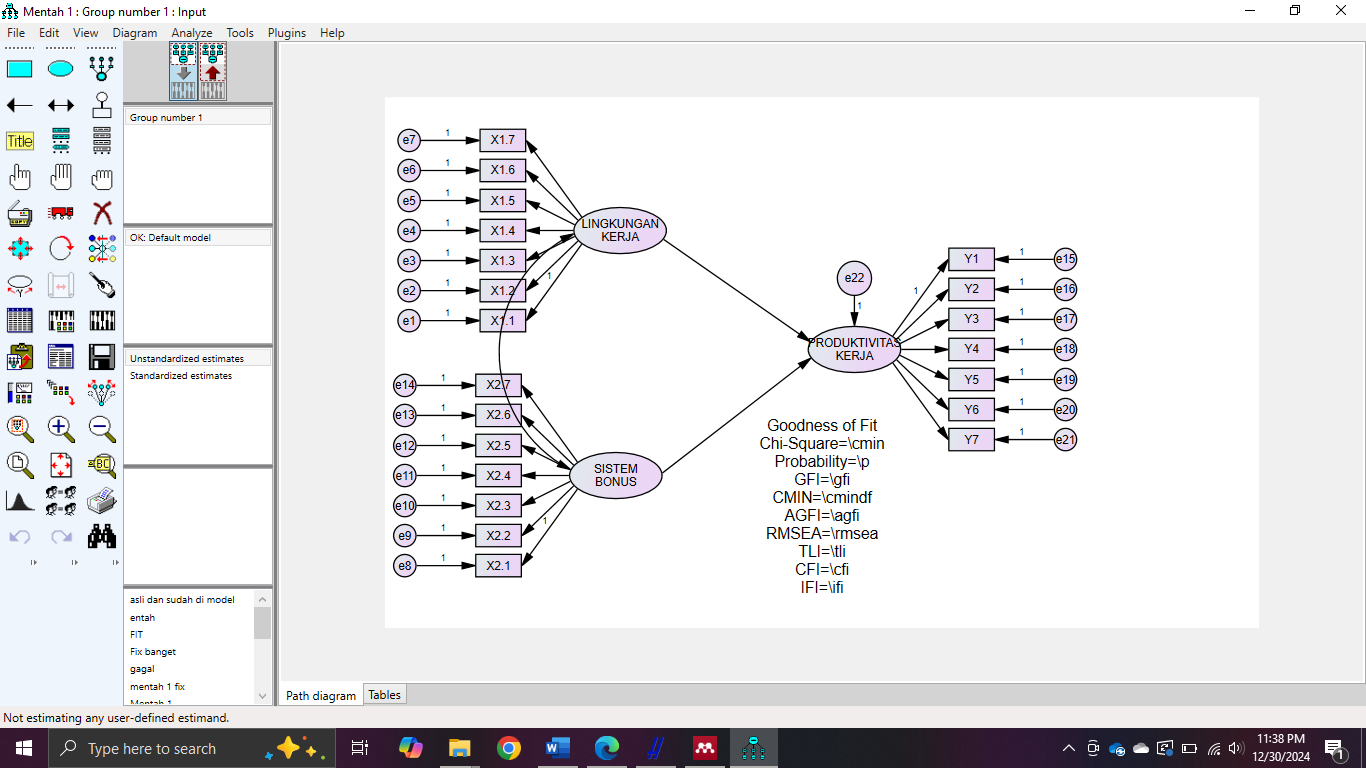 Mentah 1 : Group number 1 : Input
File Edit View Diagram Analyze Tools Plugins Help
Title
Group number 1
OK: Default model
Unstandardized estimates
Standardized estimates
asli dan sudah di model
entah
FIT
Fix banget
gagal
mentah 1 fix
Mentah 1
e7 1 X1.7
e6 1 X1.6
e5 1 X1.5
e4 1 X1.4
e3 1 X1.3
e2 1 X1.2
e1 1 X1.1
1
LINGKUNGAN
KERJA
e14 1 X2.7
e13 1 X2.6
e12 1 X2.5
e11 1 X2.4
e10 1 X2.3
e9 1 X2.2
e8 1 X2.1
1
SISTEM
BONUS
e22
1
PRODUKTIVITAS
KERJA
1
Y1 1 e15
Y2 1 e16
Y3 1 e17
Y4 1 e18
Y5 1 e19
Y6 1 e20
Y7 1 e21
Goodness of Fit
Chi-Square=\cmin
Probability=\p
GFI=\gfi
CMIN=\cmindf
AGFI=\agfi
RMSEA=\rmsea
TLI=\tli
CFI=\cfi
IFI=\ifi
Path diagram Tables
Not estimating any user-defined estimand.
Type here to search
11:38 PM
12/30/2024
1